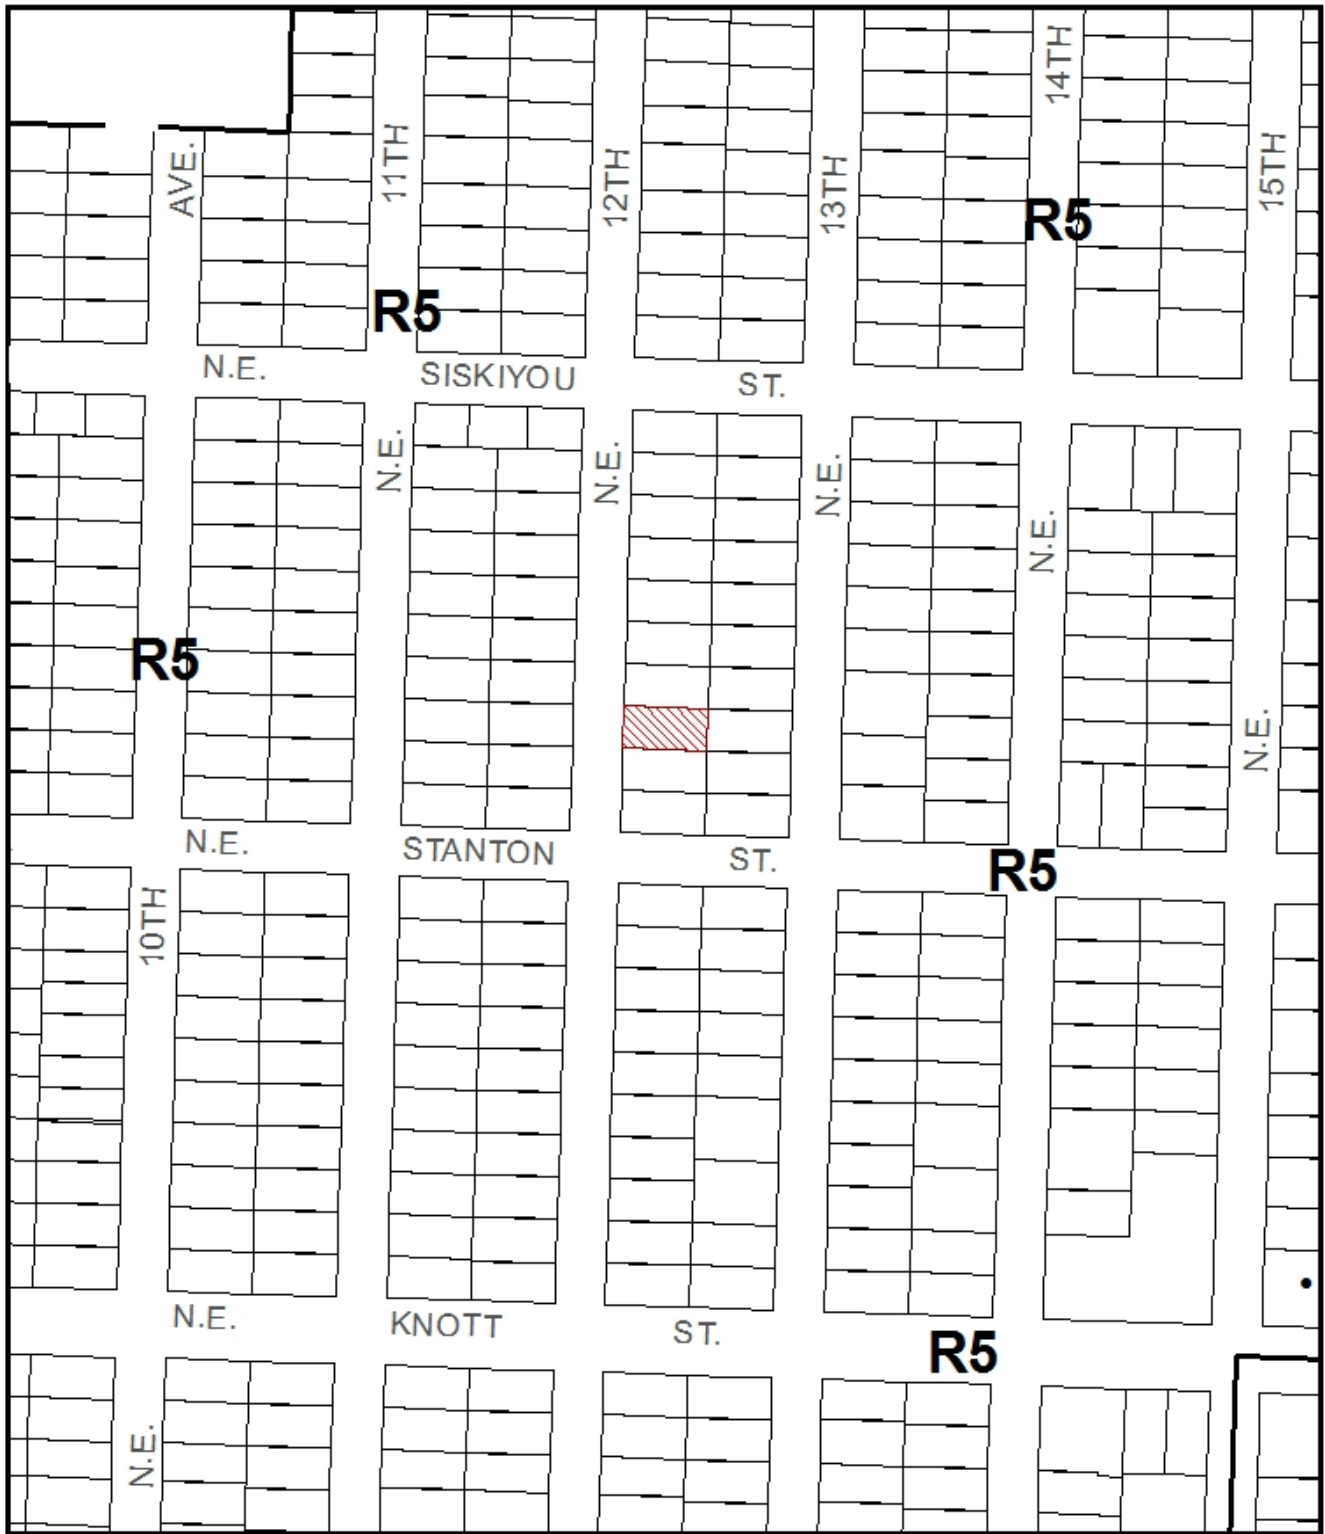 14TH
11TH
AVE.
12TH
13TH
15TH
R5
R5
N.E.
SISKIYOU
ST.
N.E.
N.E.
N.E.
N.E.
R5
N.E.
N.E.
STANTON
ST.
R5
10TH
N.E.
KNOTT
ST.
R5
N.E.